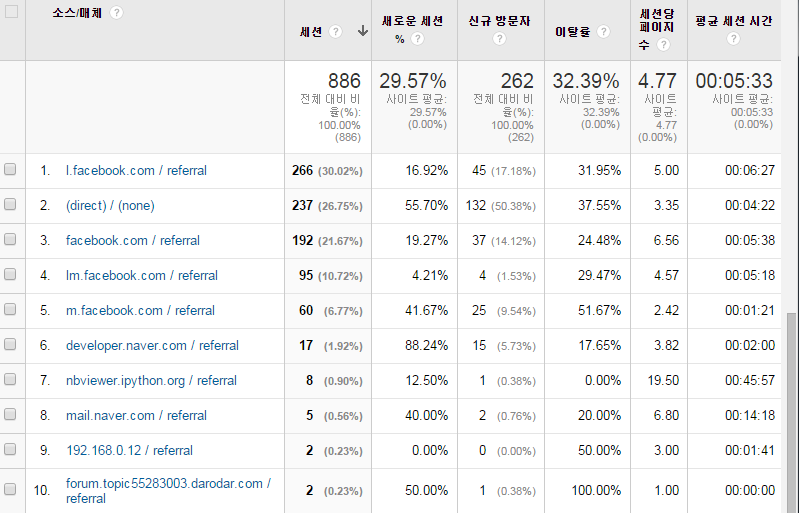 소스/매체 ?
세션 ?
새로운 세션 % ?
신규 방문자 ?
이탈률 ?
세션당 페이지 수 ?
평균 세션 시간 ?
886 29.57% 262 32.39% 4.77 00:05:33
전체 대비 비율(%): 100.00% (886)
사이트 평균: 29.57% (0.00%)
전체 대비 비율(%): 100.00% (262)
사이트 평균: 32.39% (0.00%)
사이트 평균: 4.77 (0.00%)
사이트 평균: 00:05:33 (0.00%)
1. l.facebook.com / referral 266 (30.02%) 16.92% 45 (17.18%) 31.95% 5.00 00:06:27
2. (direct) / (none) 237 (26.75%) 55.70% 132 (50.38%) 37.55% 3.35 00:04:22
3. facebook.com / referral 192 (21.67%) 19.27% 37 (14.12%) 24.48% 6.56 00:05:38
4. lm.facebook.com / referral 95 (10.72%) 4.21% 4 (1.53%) 29.47% 4.57 00:05:18
5. m.facebook.com / referral 60 (6.77%) 41.67% 25 (9.54%) 51.67% 2.42 00:01:21
6. developer.naver.com / referral 17 (1.92%) 88.24% 15 (5.73%) 17.65% 3.82 00:02:00
7. nbviewer.ipython.org / referral 8 (0.90%) 12.50% 1 (0.38%) 0.00% 19.50 00:45:57
8. mail.naver.com / referral 5 (0.56%) 40.00% 2 (0.76%) 20.00% 6.80 00:14:18
9. 192.168.0.12 / referral 2 (0.23%) 0.00% 0 (0.00%) 50.00% 3.00 00:01:41
10. forum.topic55283003.darodar.com / referral 2 (0.23%) 50.00% 1 (0.38%) 100.00% 1.00 00:00:00